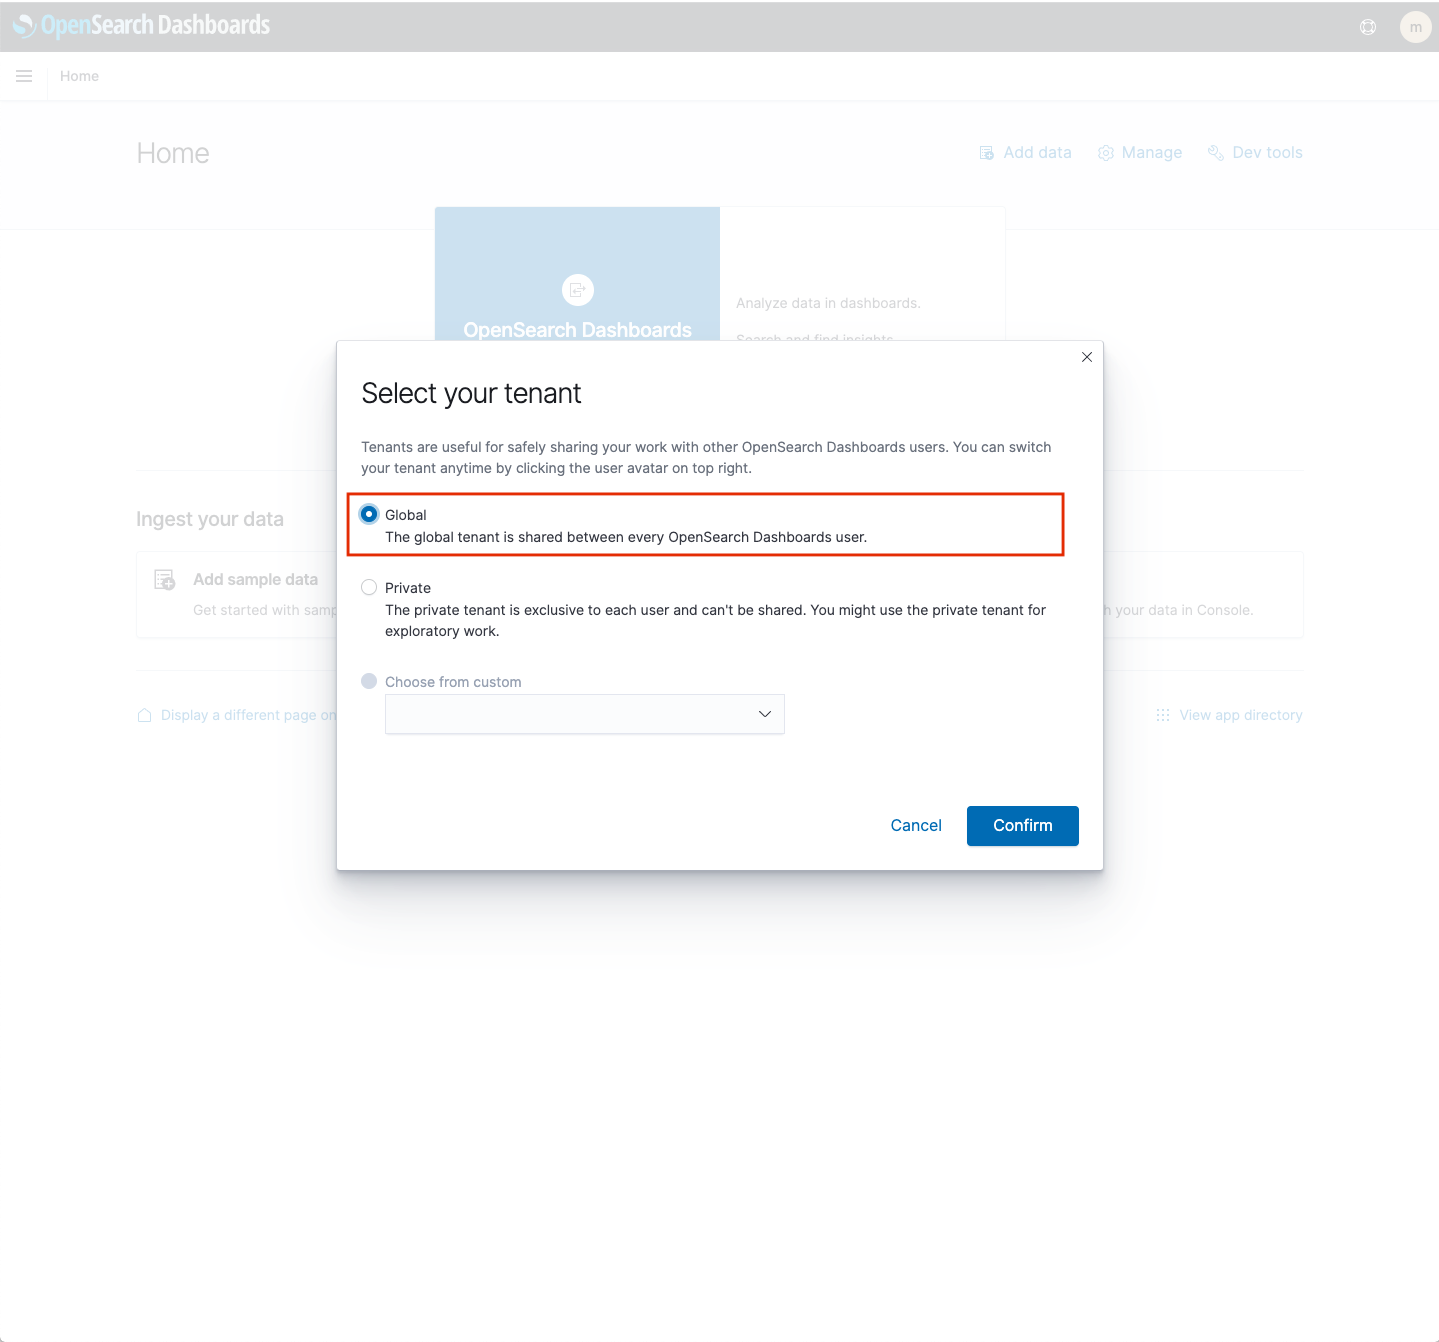 OpenSearch Dashboards
m
Home
Home
Add data
Manage
Dev tools
OpenSearch Dashboards
Analyze data in dashboards.
Search and find insights.
Select your tenant
Tenants are useful for safely sharing your work with other OpenSearch Dashboards users. You can switch
your tenant anytime by clicking the user avatar on top right.
Global
The global tenant is shared between every OpenSearch Dashboards user.
Private
The private tenant is exclusive to each user and can't be shared. You might use the private tenant for
exploratory work.
Choose from custom
Cancel
Confirm
Ingest your data
Add sample data
Get started with samp
h your data in Console.
Display a different page on
View app directory